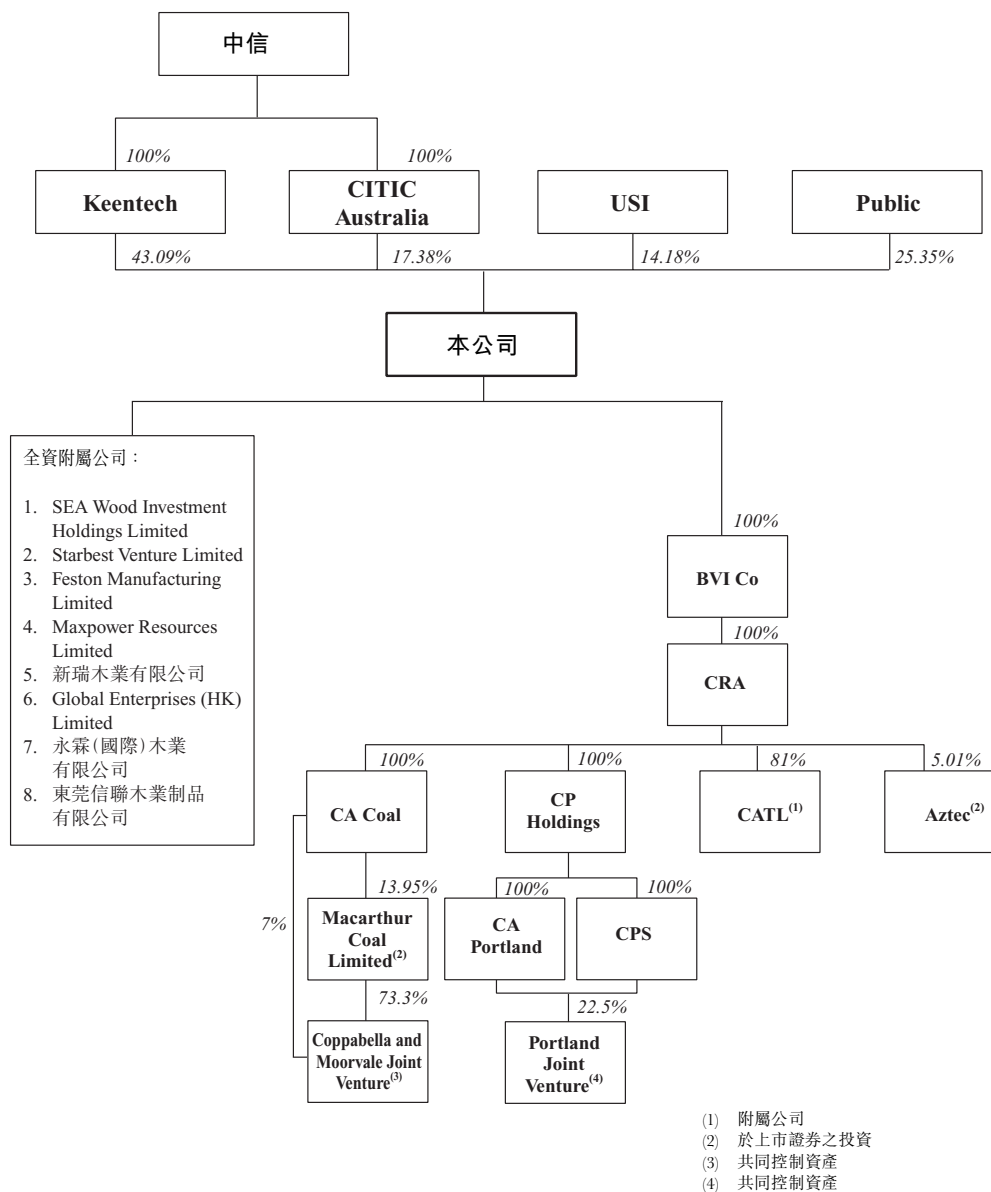 中信
100%
100%
Keentech
CITIC
Australia
USI
Public
43.09%
17.38%
14.18%
25.35%
本公司
全資附屬公司：
1. SEA Wood Investment
Holdings Limited
2. Starbest Venture Limited
3. Feston Manufacturing
Limited
4. Maxpower Resources
Limited
5. 新瑞木業有限公司
6. Global Enterprises (HK)
Limited
7. 永霖(國際)木業
有限公司
8. 東莞信聯木業制品
有限公司
100%
BVI Co
100%
CRA
100%
100%
81%
5.01%
CA Coal
CP
Holdings
CATL(1)
Aztec(2)
13.95%
100%
100%
7%
Macarthur
Coal
Limited(2)
CA
Portland
CPS
73.3%
22.5%
Coppabella and
Moorvale Joint
Venture(3)
Portland
Joint
Venture(4)
(1) 附屬公司
(2) 於上市證券之投資
(3) 共同控制資產
(4) 共同控制資產